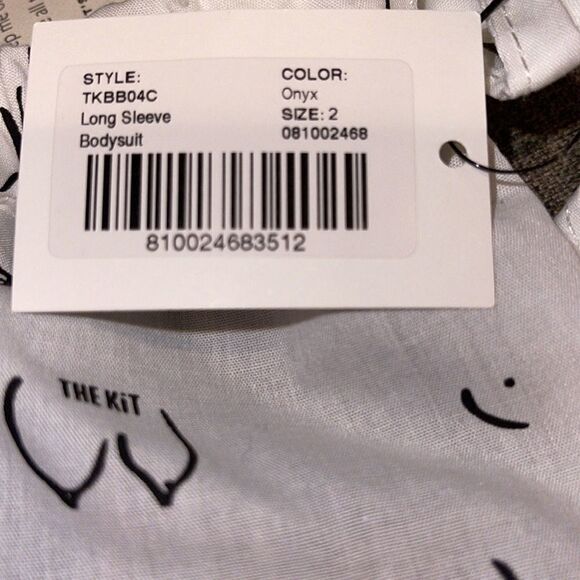 STYLE:
TKBB04C
Long Sleeve
Bodysuit
COLOR:
Onyx
SIZE: 2
081002468
810024683512
THE KiT